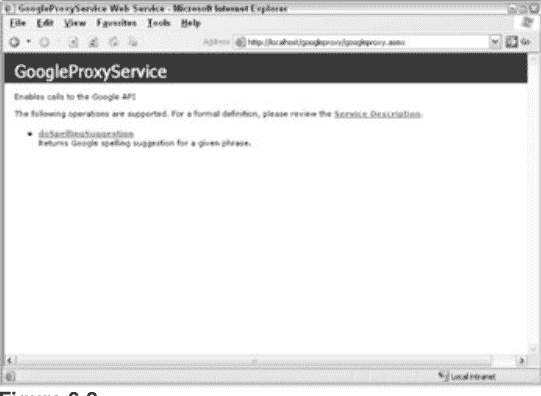 GoogleProxyService Web Service - Microsoft Internet Explorer
File Edit View Favorites Tools Help
Address http://localhost/googleproxy/googleproxy.asmx Go
GoogleProxyService
Enables calls to the Google API
The following operations are supported. For a formal definition, please review the Service Description.
• doSpellingSuggestion
Returns Google spelling suggestion for a given phrase.
Local intranet